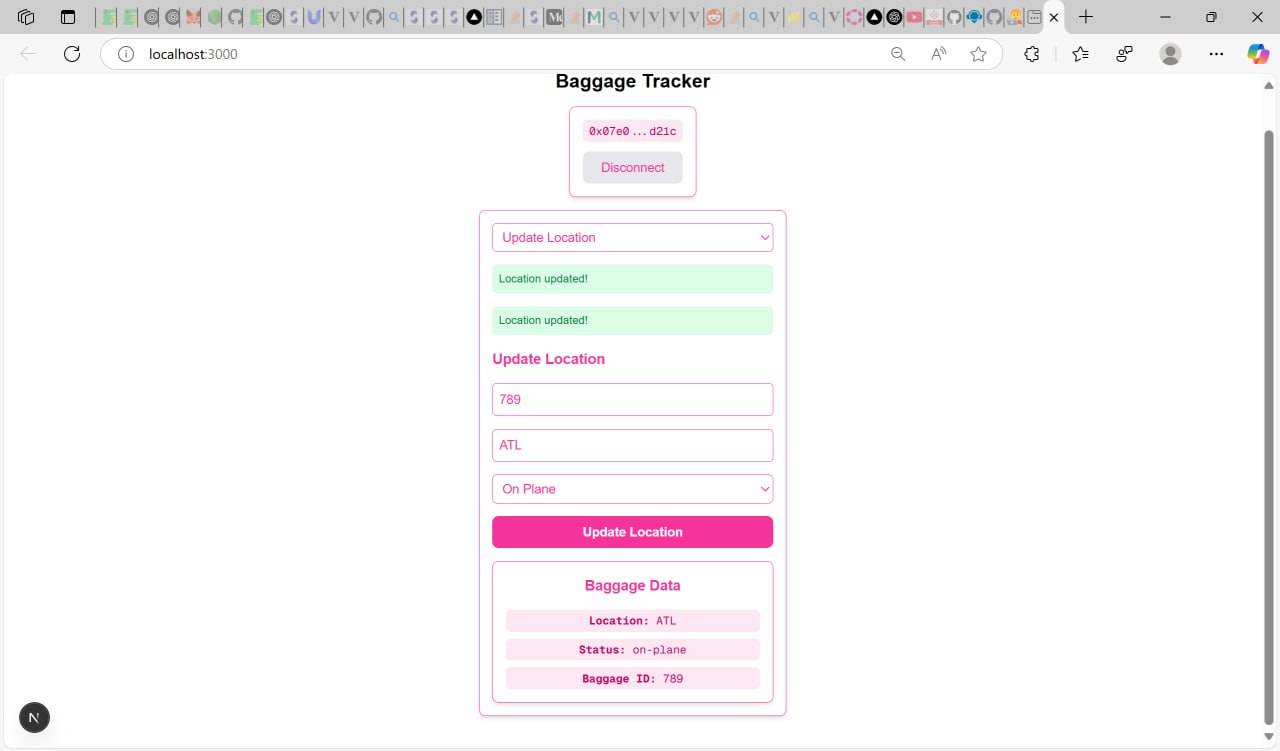 localhost:3000
Baggage Tracker
0x07e0...d21c
Disconnect
Update Location
Location updated!
Location updated!
Update Location
789
ATL
On Plane
Update Location
Baggage Data
Location: ATL
Status: on-plane
Baggage ID: 789
N